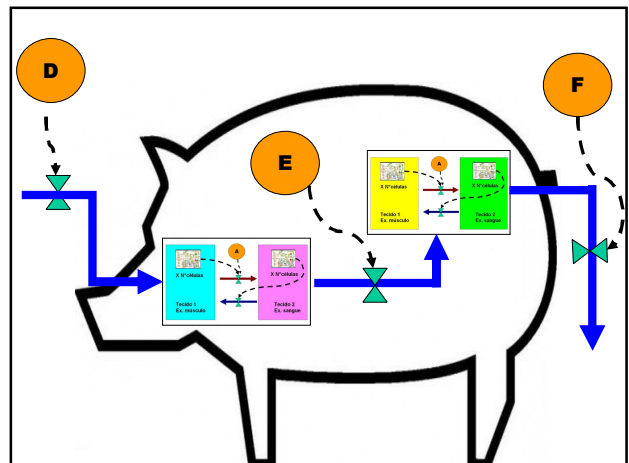 D
F
E
A
X N°células
X N°células
Tecido 1
Ex. músculo
Tecido 2
Ex. sangue
A
X N°células
X N°células
Tecido 1
Ex. músculo
Tecido 2
Ex. sangue